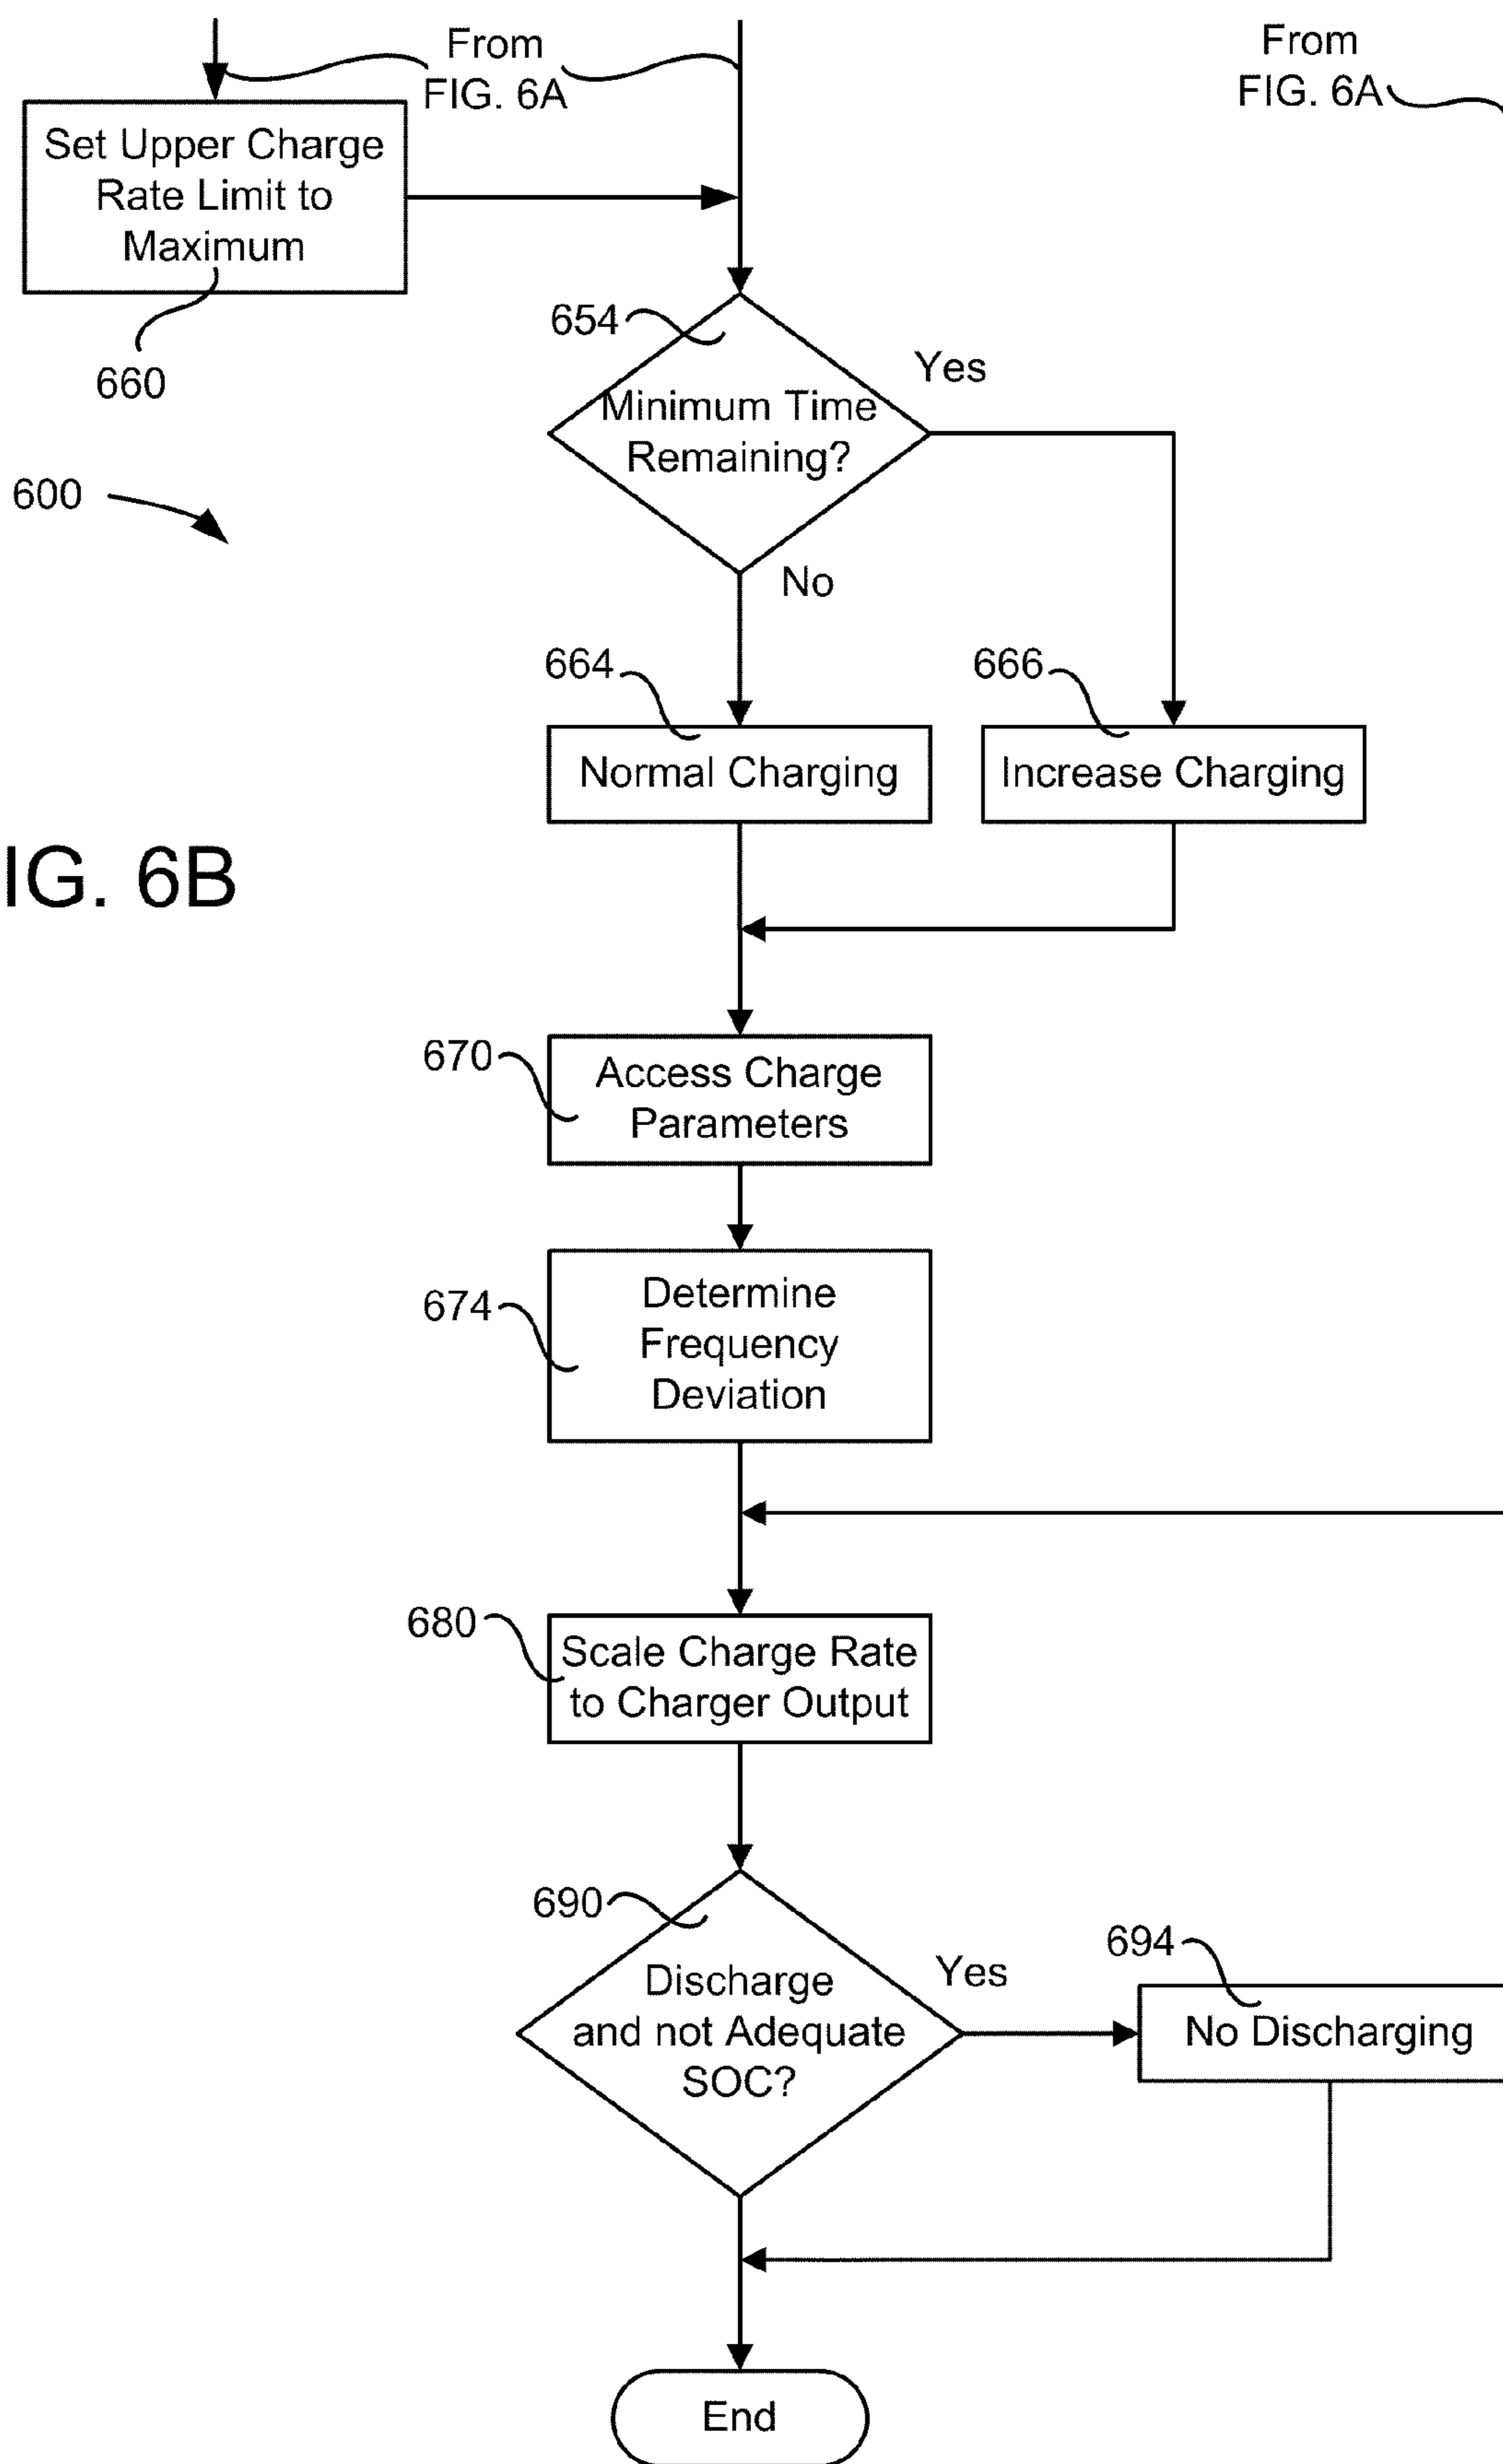 From
FIG. 6A
From
FIG. 6A
Set Upper Charge
Rate Limit to
Maximum
660
654
Yes
Minimum Time
Remaining?
600
No
664
666
Normal Charging
Increase Charging
IG. 6B
670
Access Charge
Parameters
674
Determine
Frequency
Deviation
680
Scale Charge Rate
to Charger Output
690
Yes
694
Discharge
and not Adequate
SOC?
No Discharging
End